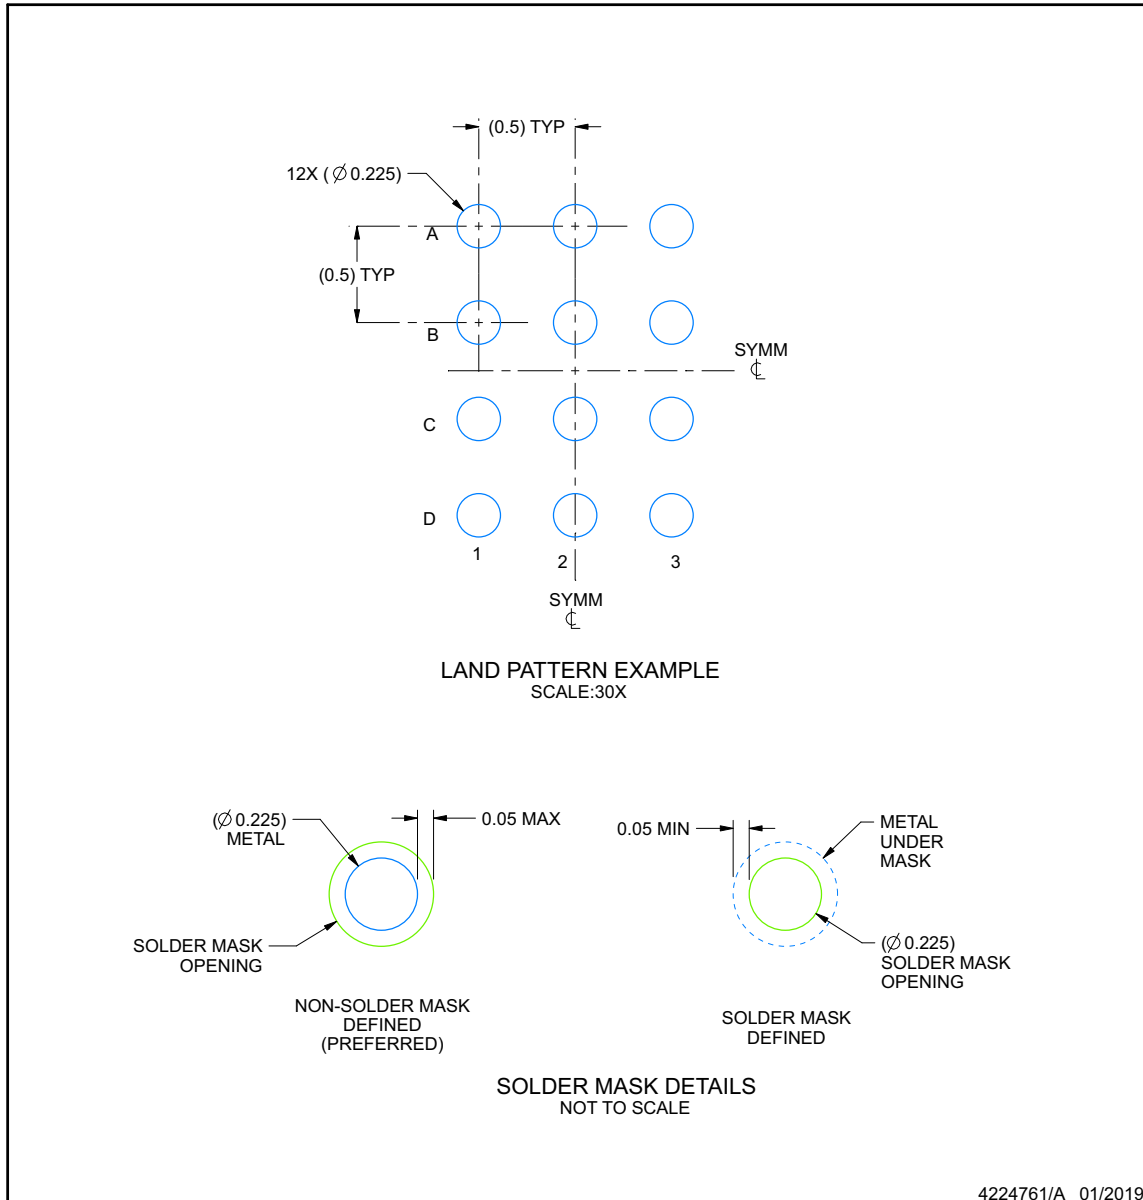 (0.5) TYP
12X (∅0.225)
A
(0.5) TYP
B
SYMM
℄
C
D
1
2
3
SYMM
℄
LAND PATTERN EXAMPLE
SCALE:30X
(∅0.225)
METAL
0.05 MAX
SOLDER MASK
OPENING
NON-SOLDER MASK
DEFINED
(PREFERRED)
0.05 MIN
METAL
UNDER
MASK
(∅0.225)
SOLDER MASK
OPENING
SOLDER MASK
DEFINED
SOLDER MASK DETAILS
NOT TO SCALE
4224761/A 01/2019